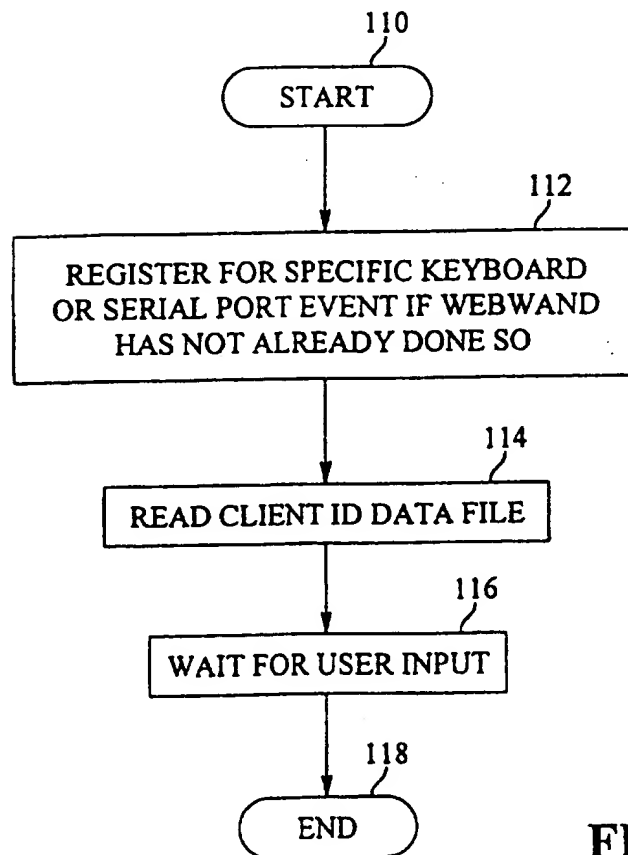 110
START
112
REGISTER FOR SPECIFIC KEYBOARD
OR SERIAL PORT EVENT IF WEBWAND
HAS NOT ALREADY DONE SO
114
READ CLIENT ID DATA FILE
116
WAIT FOR USER INPUT
118
END